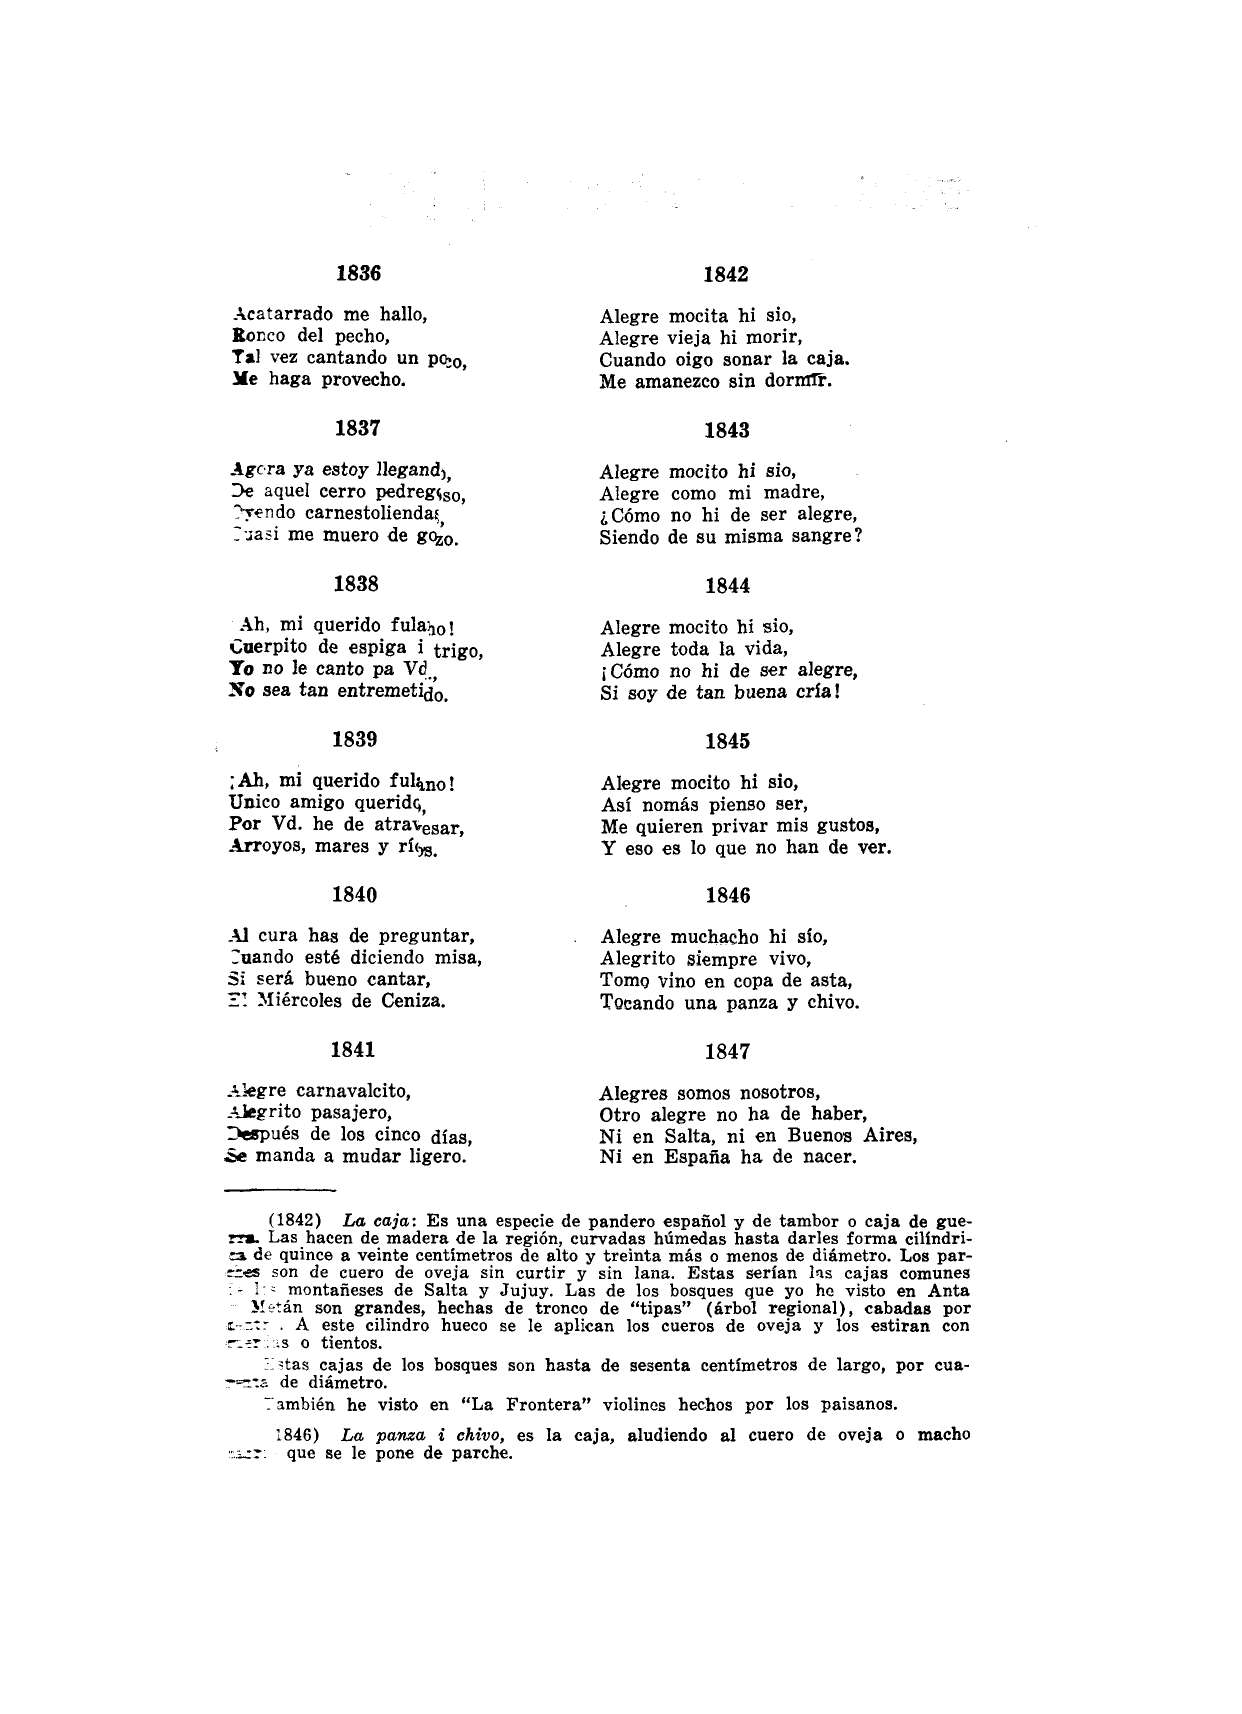 1836
Acatarrado me hallo,
Ronco del pecho,
Tal vez cantando un poco,
Me haga provecho.
1837
Agora ya estoy llegando,
De aquel cerro pedregoso,
Oyendo carnestoliendas,
Cuasi me muero de gozo.
1838
Ah, mi querido fulano!
Cuerpito de espiga i trigo,
Yo no le canto pa Vd.,
No sea tan entremetido.
1839
¡Ah, mi querido fulano!
Unico amigo querido,
Por Vd. he de atravesar,
Arroyos, mares y ríos.
1840
Al cura has de preguntar,
Cuando esté diciendo misa,
Si será bueno cantar,
El Miércoles de Ceniza.
1841
Alegre carnavalcito,
Alegrito pasajero,
Después de los cinco días,
Se manda a mudar ligero.
1842
Alegre mocita hi sio,
Alegre vieja hi morir,
Cuando oigo sonar la caja.
Me amanezco sin dormir.
1843
Alegre mocito hi sio,
Alegre como mi madre,
¿Cómo no hi de ser alegre,
Siendo de su misma sangre?
1844
Alegre mocito hi sio,
Alegre toda la vida,
¡Cómo no hi de ser alegre,
Si soy de tan buena cría!
1845
Alegre mocito hi sio,
Así nomás pienso ser,
Me quieren privar mis gustos,
Y eso es lo que no han de ver.
1846
Alegre muchacho hi sío,
Alegrito siempre vivo,
Tomo vino en copa de asta,
Tocando una panza y chivo.
1847
Alegres somos nosotros,
Otro alegre no ha de haber,
Ni en Salta, ni en Buenos Aires,
Ni en España ha de nacer.
(1842) La caja: Es una especie de pandero español y de tambor o caja de gue-
rra. Las hacen de madera de la región, curvadas húmedas hasta darles forma cilíndri-
ca de quince a veinte centímetros de alto y treinta más o menos de diámetro. Los par-
ches son de cuero de oveja sin curtir y sin lana. Estas serían las cajas comunes
de los montañeses de Salta y Jujuy. Las de los bosques que yo he visto en Anta
Metán son grandes, hechas de tronco de "tipas" (árbol regional), cabadas por
. A este cilindro hueco se le aplican los cueros de oveja y los estiran con
o tientos.
Estas cajas de los bosques son hasta de sesenta centímetros de largo, por cua-
renta de diámetro.
También he visto en "La Frontera" violines hechos por los paisanos.
1846) La panza i chivo, es la caja, aludiendo al cuero de oveja o macho
que se le pone de parche.